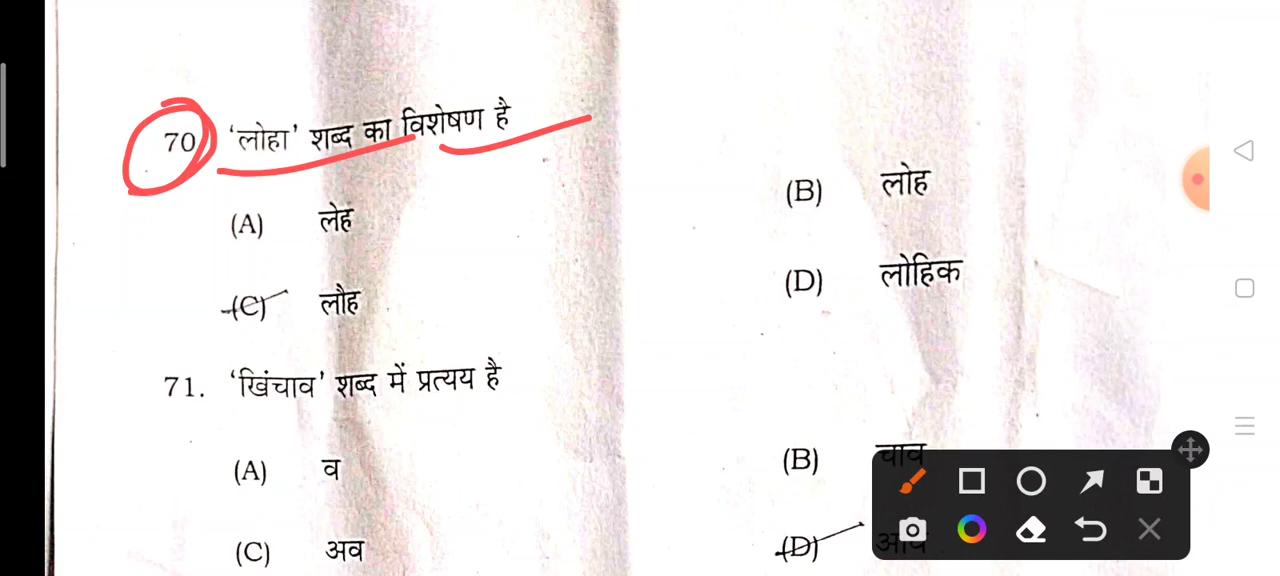 70. 'लोहा' शब्द का विशेषण है
(A) लेह
(B) लोह
(C) लौह
(D) लोहिक
71. 'खिंचाव' शब्द में प्रत्यय है
(A) व
(B) चाव
(C) अव
(D) आव